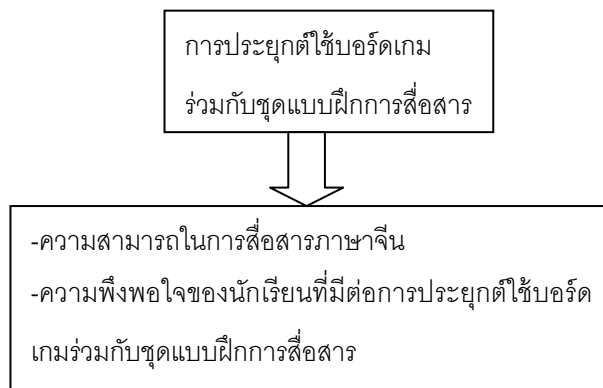 การประยุกต์ใช้บอร์ดเกม
ร่วมกับชุดแบบฝึกการสื่อสาร
-ความสามารถในการสื่อสารภาษาจีน
-ความพึงพอใจของนักเรียนที่มีต่อการประยุกต์ใช้บอร์ด
เกมร่วมกับชุดแบบฝึกการสื่อสาร